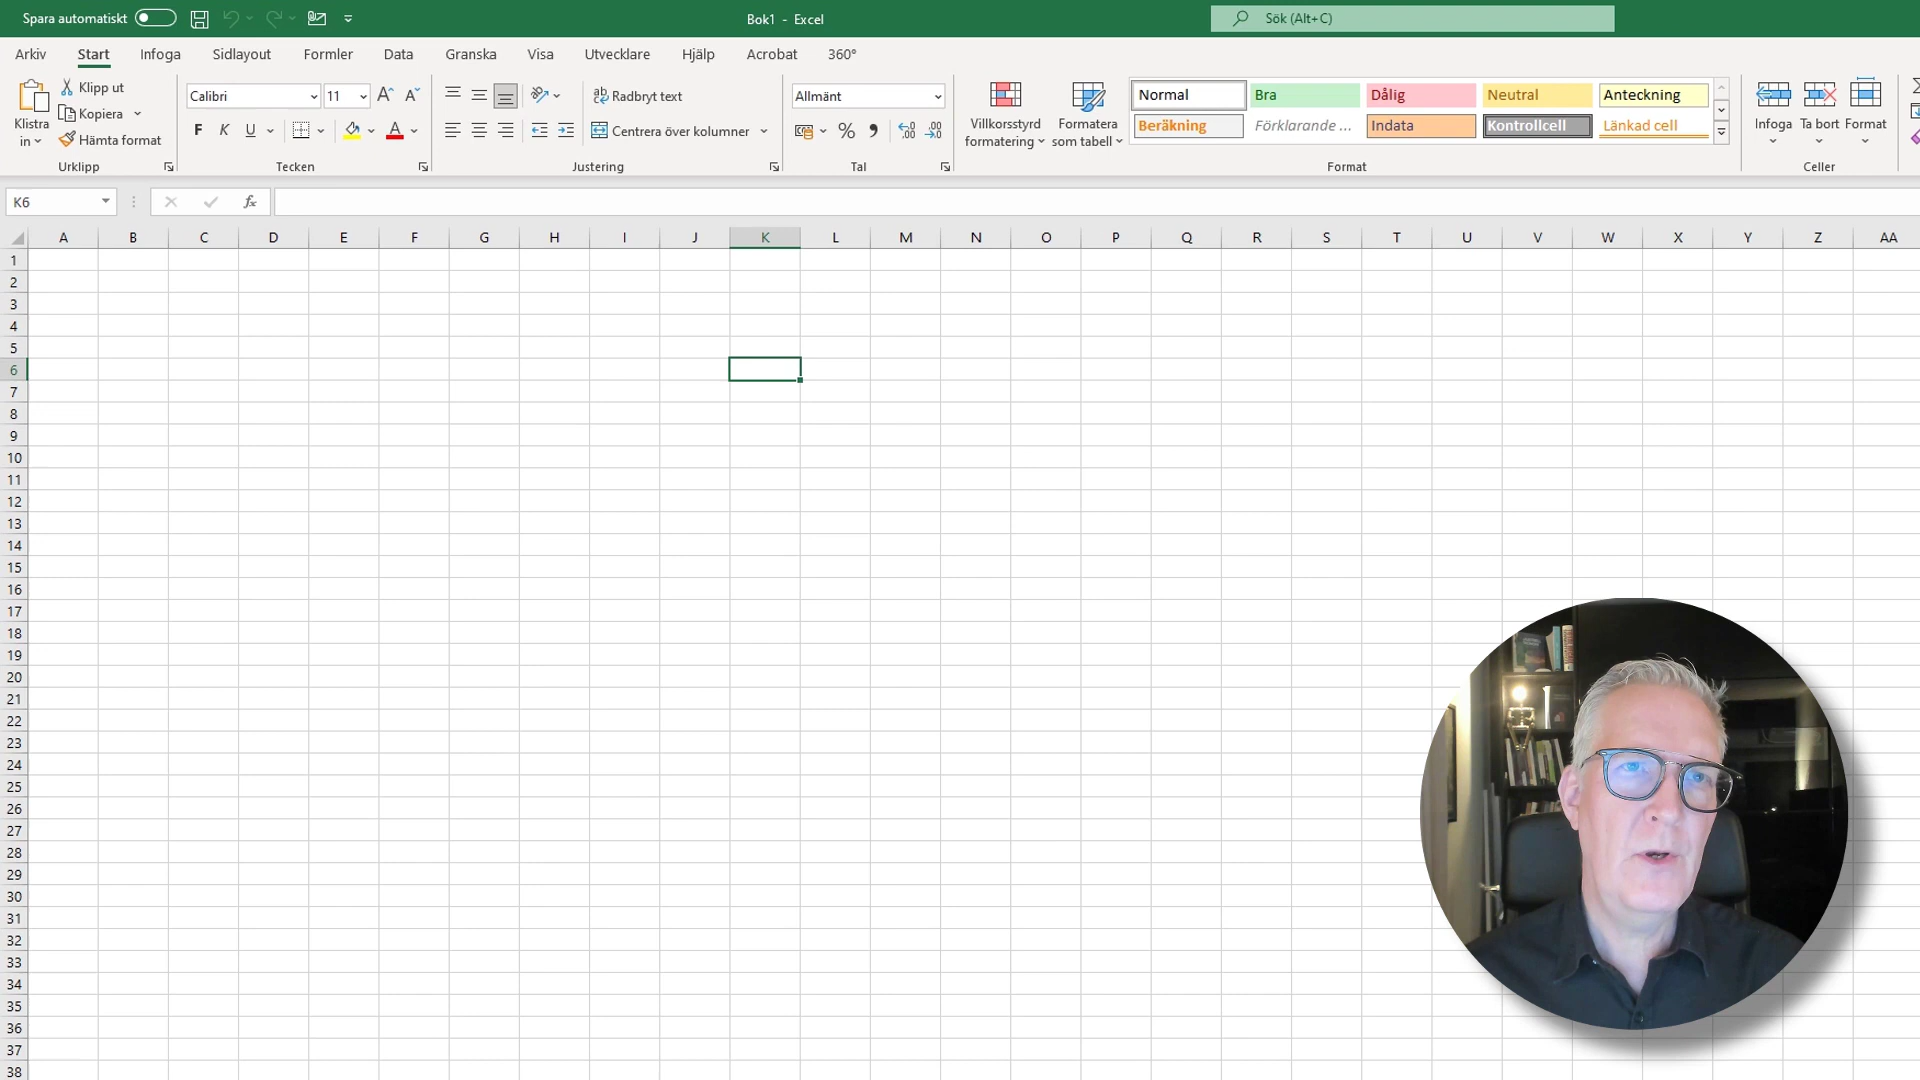 Spara automatiskt
Bok1 - Excel
Sök (Alt+C)
Arkiv Start Infoga Sidlayout Formler Data Granska Visa Utvecklare Hjälp Acrobat 360°
Klistra in
Klipp ut
Kopiera
Hämta format
Urklipp
Calibri 11
F K U
Tecken
Radbryt text
Centrera över kolumner
Justering
Allmänt
%
Tal
Villkorsstyrd formatering
Formatera som tabell
Normal Bra Dålig Neutral Anteckning
Beräkning Förklarande ... Indata Kontrollcell Länkad cell
Format
Infoga Ta bort Format
Celler
K6
fx
A B C D E F G H I J K L M N O P Q R S T U V W X Y Z AA
1
2
3
4
5
6
7
8
9
10
11
12
13
14
15
16
17
18
19
20
21
22
23
24
25
26
27
28
29
30
31
32
33
34
35
36
37
38